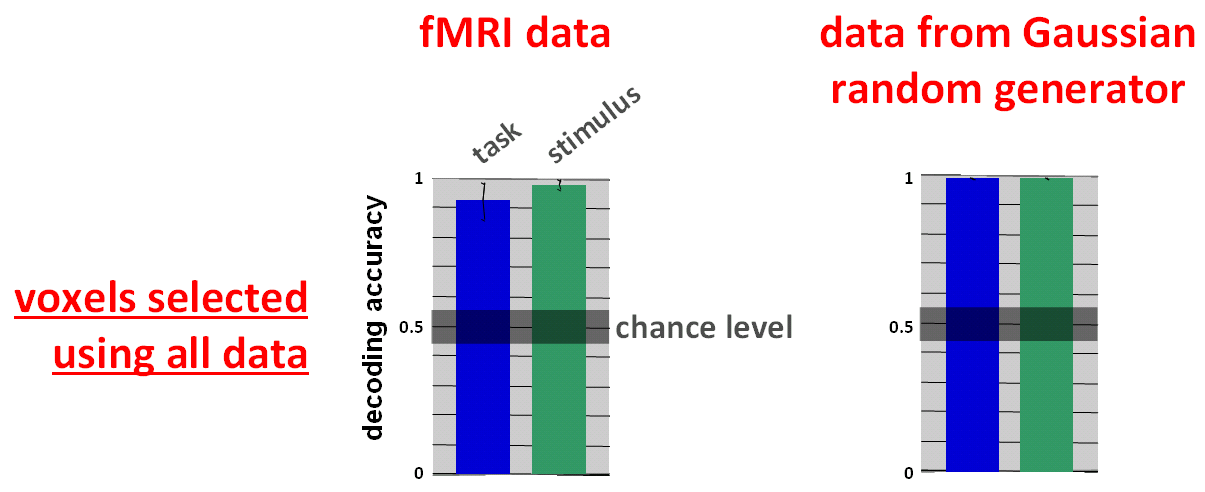 fMRI data
data from Gaussian
random generator
task
stimulus
1
0.5
0
decoding accuracy
chance level
1
0.5
0
voxels selected
using all data